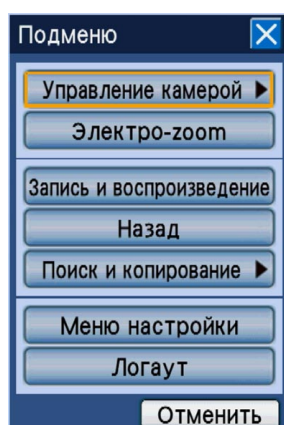 Подменю
Управление камерой
Электро-zoom
Запись и воспроизведение
Назад
Поиск и копирование
Меню настройки
Логаут
Отменить